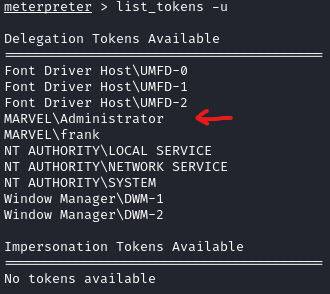 meterpreter > list_tokens -u
Delegation Tokens Available
========================================
Font Driver Host\UMFD-0
Font Driver Host\UMFD-1
Font Driver Host\UMFD-2
MARVEL\Administrator
MARVEL\frank
NT AUTHORITY\LOCAL SERVICE
NT AUTHORITY\NETWORK SERVICE
NT AUTHORITY\SYSTEM
Window Manager\DWM-1
Window Manager\DWM-2
Impersonation Tokens Available
========================================
No tokens available